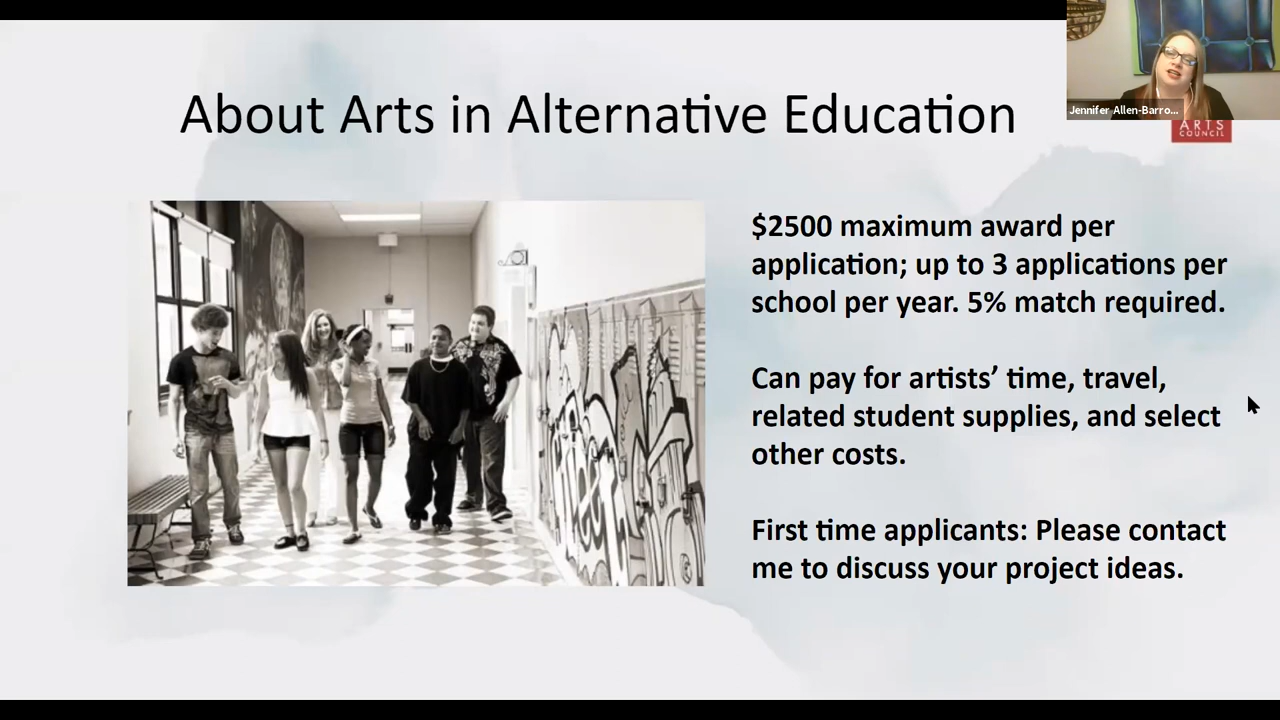 About Arts in Alternative Education
Jennifer Allen-Barro...
ARTS
COUNCIL
$2500 maximum award per
application; up to 3 applications per
school per year. 5% match required.
Can pay for artists’ time, travel,
related student supplies, and select
other costs.
First time applicants: Please contact
me to discuss your project ideas.